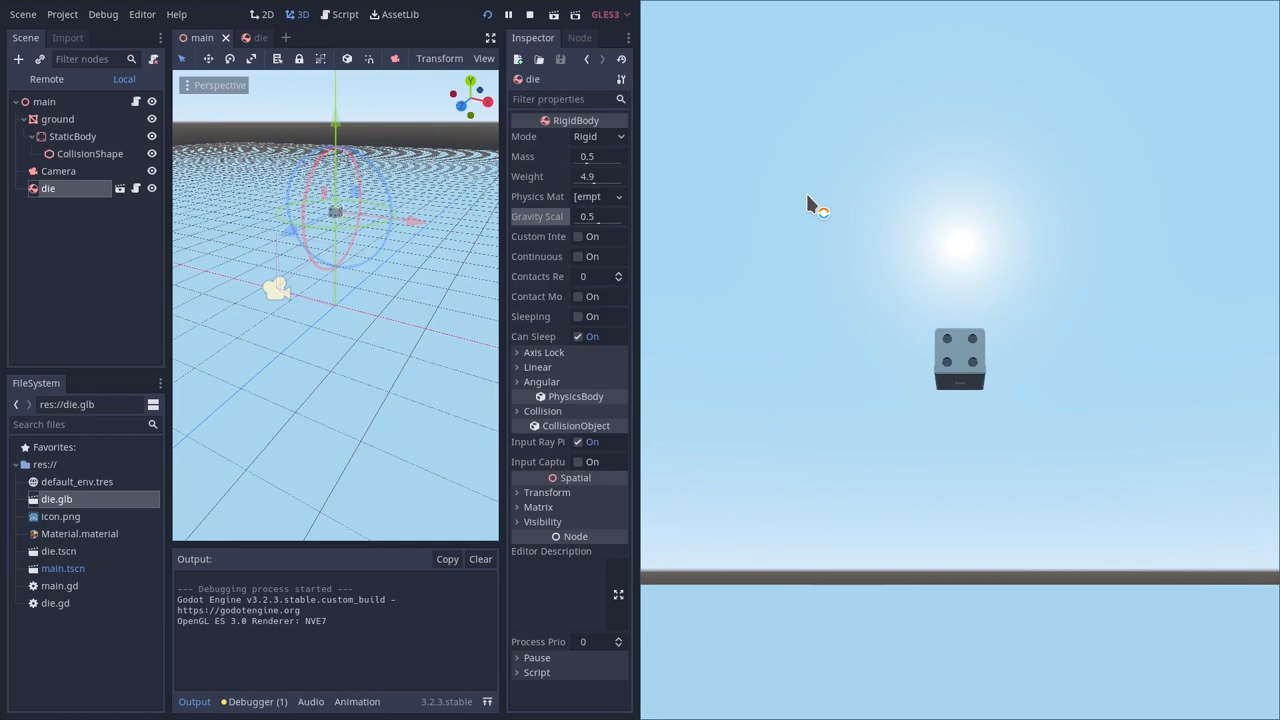 Scene Project Debug Editor Help
2D 3D Script AssetLib
GLES3
Scene Import
Filter nodes
Remote Local
main
ground
StaticBody
CollisionShape
Camera
die
FileSystem
res://die.glb
Search files
Favorites:
res://
default_env.tres
die.glb
icon.png
Material.material
die.tscn
main.tscn
main.gd
die.gd
main die
Transform View
Perspective
Y
X
Z
Output: Copy Clear
--- Debugging process started ---
Godot Engine v3.2.3.stable.custom_build -
https://godotengine.org
OpenGL ES 3.0 Renderer: NVE7
Output Debugger (1) Audio Animation 3.2.3.stable
Inspector Node
die
Filter properties
RigidBody
Mode Rigid
Mass 0.5
Weight 4.9
Physics Mat [empt
Gravity Scal 0.5
Custom Inte On
Continuous On
Contacts Re 0
Contact Mo On
Sleeping On
Can Sleep On
Axis Lock
Linear
Angular
PhysicsBody
Collision
CollisionObject
Input Ray Pi On
Input Captu On
Spatial
Transform
Matrix
Visibility
Node
Editor Description
Process Prio 0
Pause
Script